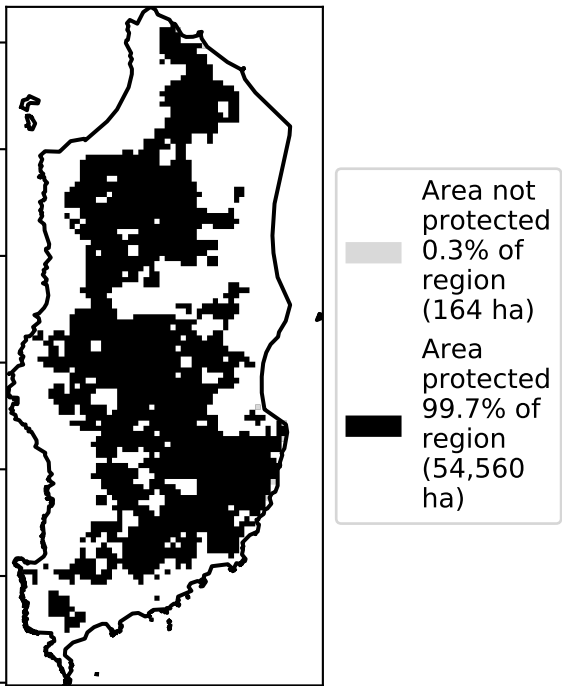 Area not
protected
0.3% of
region
(164 ha)
Area
protected
99.7% of
region
(54,560
ha)